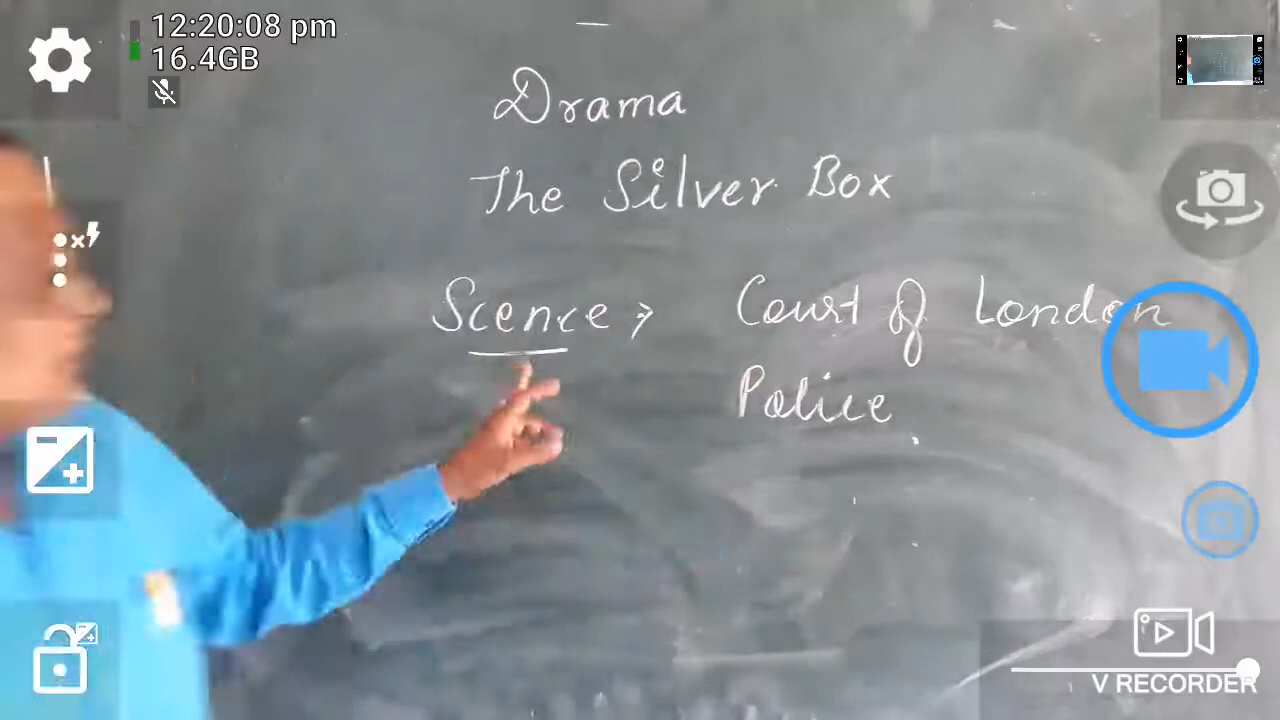 12:20:08 pm
16.4GB
Drama
The Silver Box
Scence Court of London
Police
V RECORDER